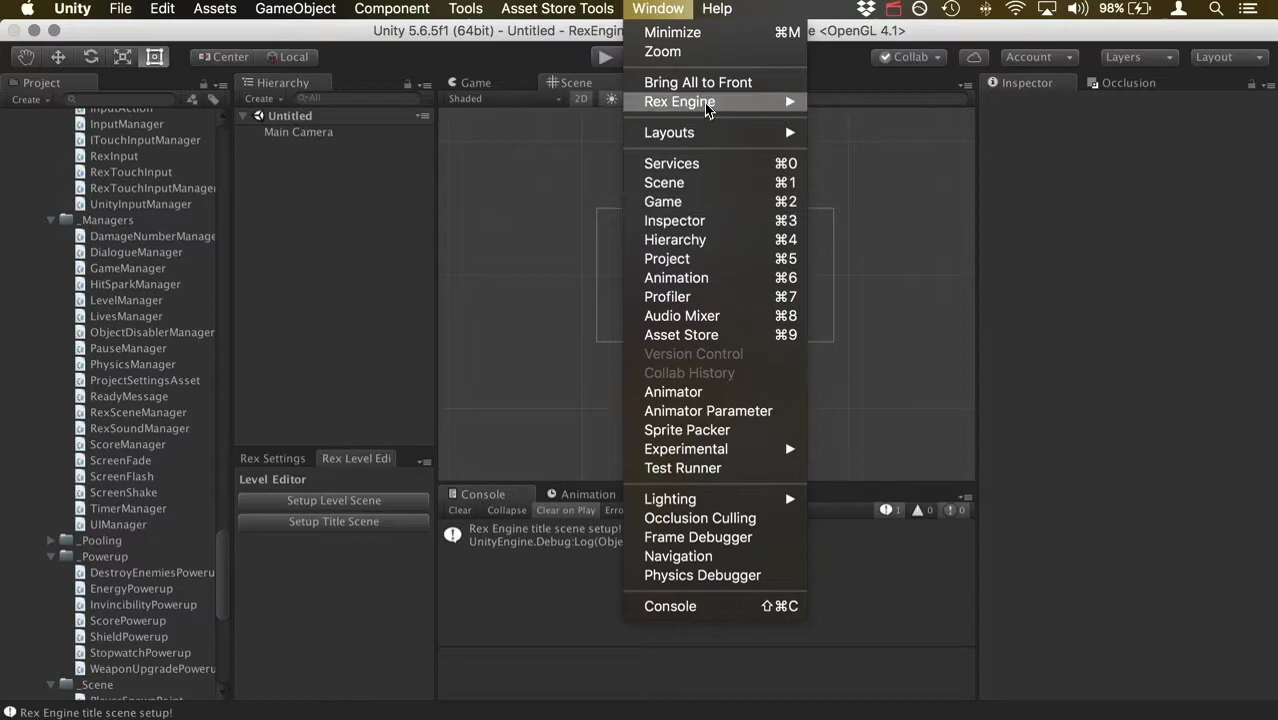 Unity File Edit Assets GameObject Component Tools Asset Store Tools Window Help 98%
Unity 5.6.5f1 (64bit) - Untitled - RexEngin
e <OpenGL 4.1>
Center Local Collab Account Layers Layout
Project
Create
InputAction
InputManager
ITouchInputManager
RexInput
RexTouchInput
RexTouchInputManager
UnityInputManager
_Managers
DamageNumberManage
DialogueManager
GameManager
HitSparkManager
LevelManager
LivesManager
ObjectDisablerManager
PauseManager
PhysicsManager
ProjectSettingsAsset
ReadyMessage
RexSceneManager
RexSoundManager
ScoreManager
ScreenFade
ScreenFlash
ScreenShake
TimerManager
UIManager
_Pooling
_Powerup
DestroyEnemiesPoweru
EnergyPowerup
InvincibilityPowerup
ScorePowerup
ShieldPowerup
StopwatchPowerup
WeaponUpgradePoweru
_Scene
PlayerSpawnPoint
Hierarchy
Create All
Untitled
Main Camera
Rex Settings Rex Level Edi
Level Editor
Setup Level Scene
Setup Title Scene
Game Scene
Shaded 2D
Console Animation
Clear Collapse Clear on Play Erro
1 0 0
Rex Engine title scene setup!
UnityEngine.Debug:Log(Obje
Minimize ⌘M
Zoom
Bring All to Front
Rex Engine
Layouts
Services ⌘0
Scene ⌘1
Game ⌘2
Inspector ⌘3
Hierarchy ⌘4
Project ⌘5
Animation ⌘6
Profiler ⌘7
Audio Mixer ⌘8
Asset Store ⌘9
Version Control
Collab History
Animator
Animator Parameter
Sprite Packer
Experimental
Test Runner
Lighting
Occlusion Culling
Frame Debugger
Navigation
Physics Debugger
Console ⇧⌘C
Inspector Occlusion
Rex Engine title scene setup!